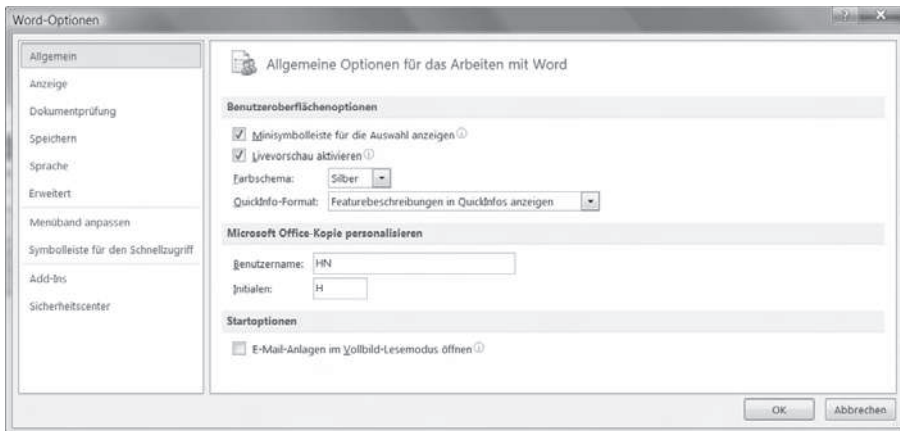 Word-Optionen
Allgemein
Anzeige
Dokumentprüfung
Speichern
Sprache
Erweitert
Menüband anpassen
Symbolleiste für den Schnellzugriff
Add-Ins
Sicherheitscenter
Allgemeine Optionen für das Arbeiten mit Word
Benutzeroberflächenoptionen
Minisymbolleiste für die Auswahl anzeigen
Livevorschau aktivieren
Farbschema: Silber
QuickInfo-Format: Featurebeschreibungen in QuickInfos anzeigen
Microsoft Office-Kopie personalisieren
Benutzername: HN
Initialen: H
Startoptionen
E-Mail-Anlagen im Vollbild-Lesemodus öffnen
OK Abbrechen